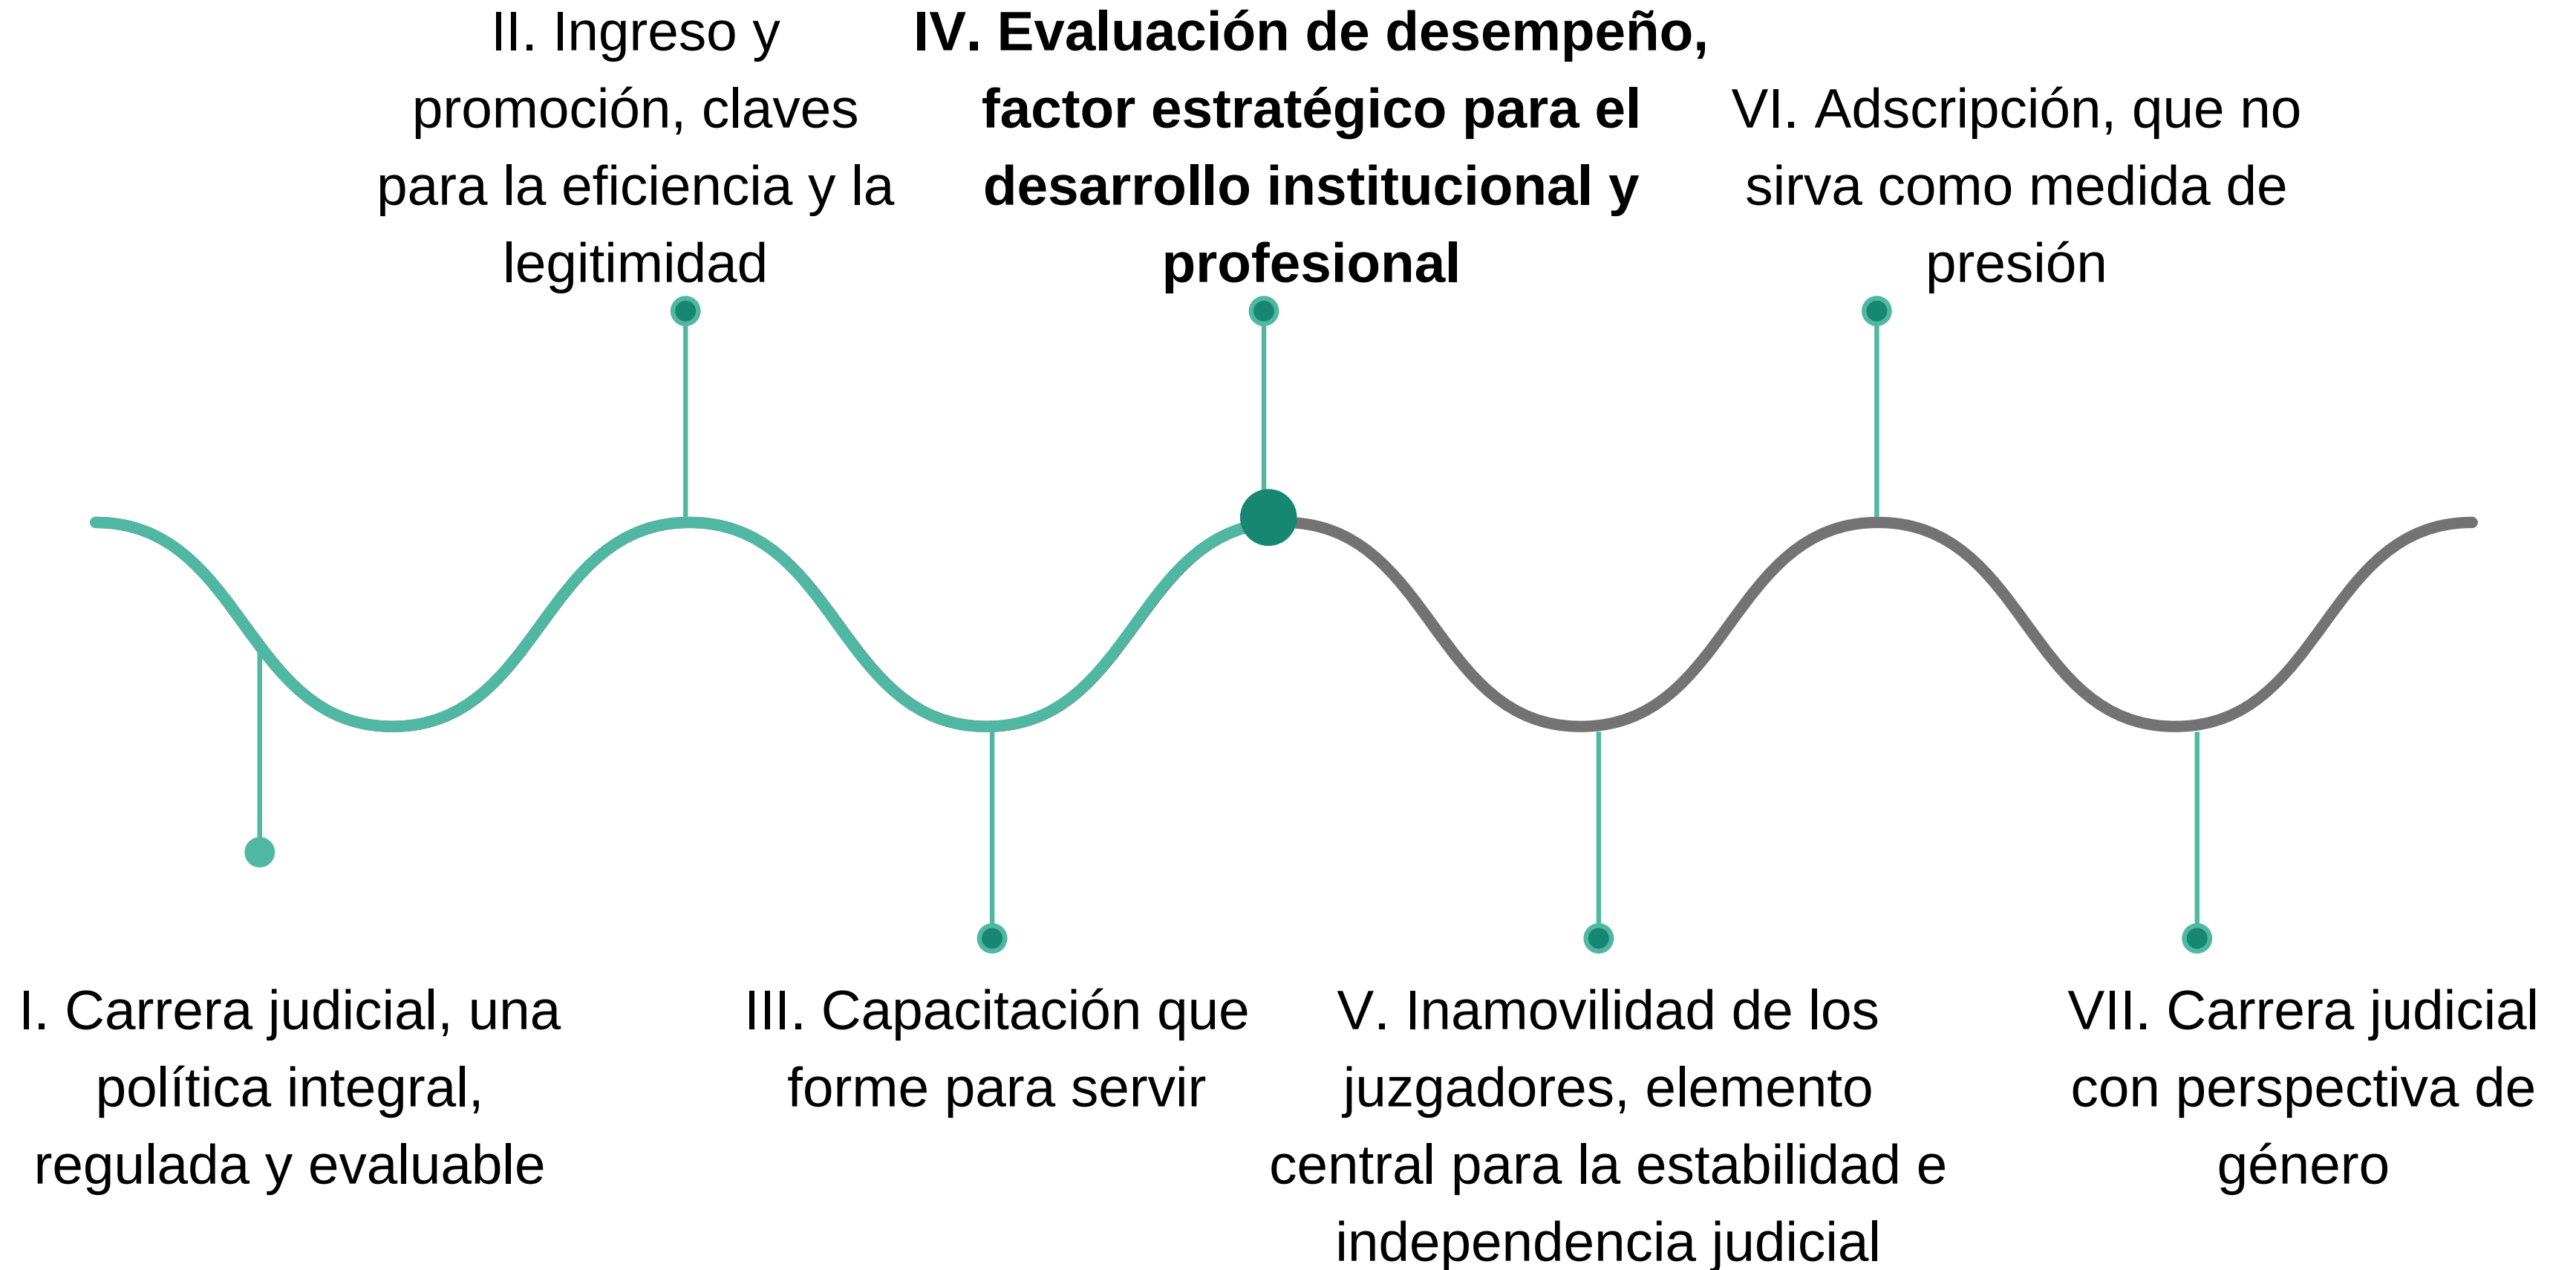 II. Ingreso y
promoción, claves
para la eficiencia y la
legitimidad
IV. Evaluación de desempeño,
factor estratégico para el
desarrollo institucional y
profesional
VI. Adscripción, que no
sirva como medida de
presión
I. Carrera judicial, una
política integral,
regulada y evaluable
III. Capacitación que
forme para servir
V. Inamovilidad de los
juzgadores, elemento
central para la estabilidad e
independencia judicial
VII. Carrera judicial
con perspectiva de
género